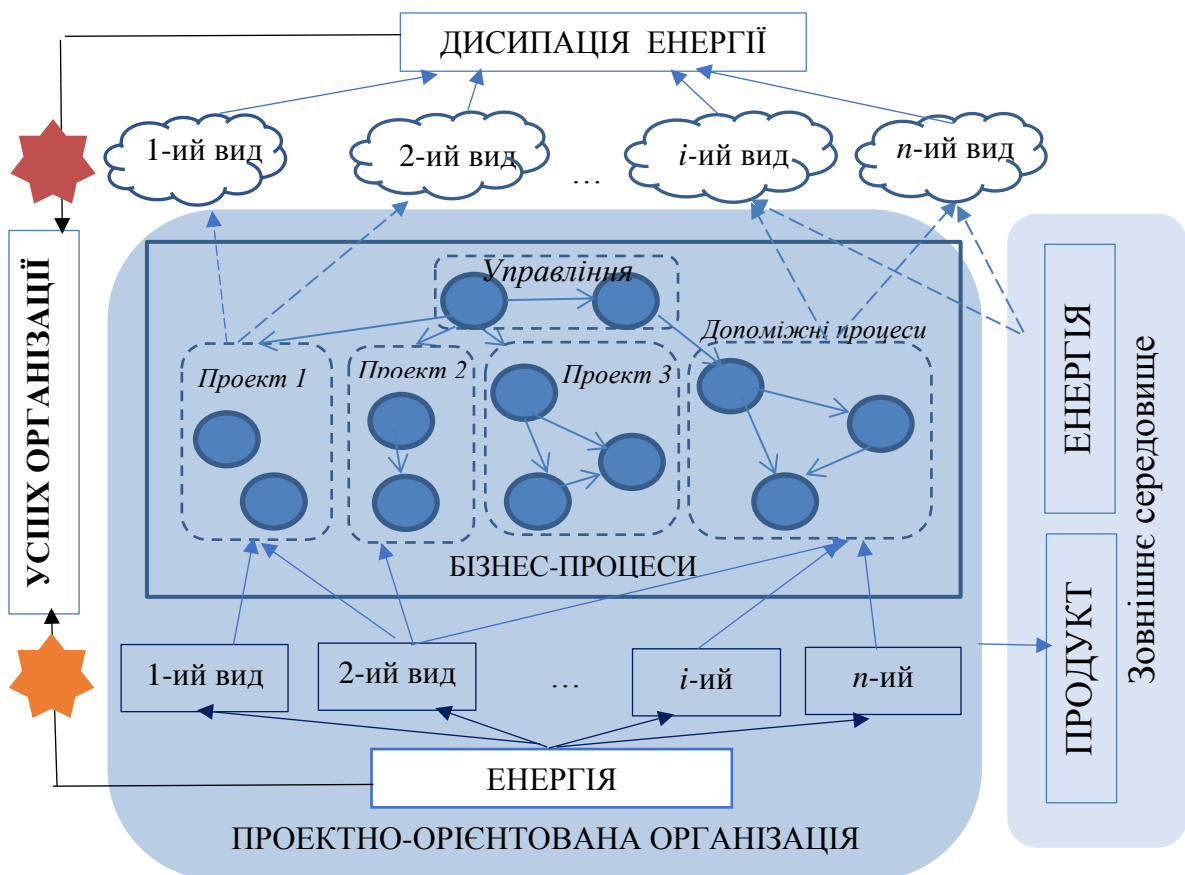 ДИСИПАЦІЯ ЕНЕРГІЇ
1-ий вид
2-ий вид
...
i-ий вид
n-ий вид
УСПІХ ОРГАНІЗАЦІЇ
Управління
Допоміжні процеси
Проект 1
Проект 2
Проект 3
БІЗНЕС-ПРОЦЕСИ
1-ий вид
2-ий вид
...
i-ий
n-ий
ЕНЕРГІЯ
ПРОЕКТНО-ОРІЄНТОВАНА ОРГАНІЗАЦІЯ
ЕНЕРГІЯ
ПРОДУКТ
Зовнішнє середовище